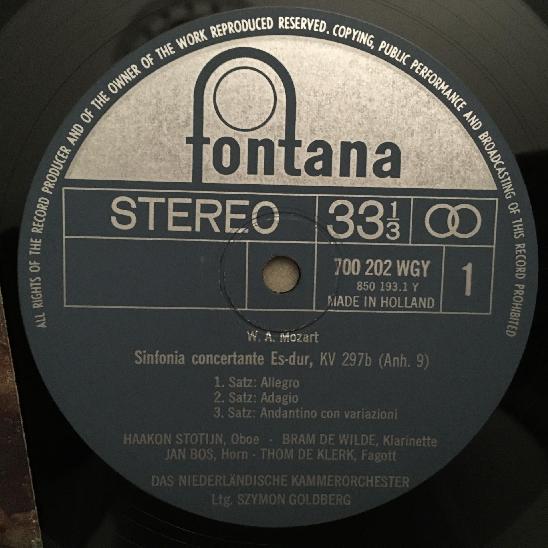 ALL RIGHTS OF THE RECORD PRODUCER AND OF THE OWNER OF THE WORK REPRODUCED RESERVED. COPYING, PUBLIC PERFORMANCE AND BROADCASTING OF THIS RECORD PROHIBITED
fontana
STEREO 33 1/3
700 202 WGY 1
850 193.1 Y
MADE IN HOLLAND
W. A. Mozart
Sinfonia concertante Es-dur, KV 297b (Anh. 9)
1. Satz: Allegro
2. Satz: Adagio
3. Satz: Andantino con variazioni
HAAKON STOTIJN, Oboe - BRAM DE WILDE, Klarinette
JAN BOS, Horn - THOM DE KLERK, Fagott
DAS NIEDERLÄNDISCHE KAMMERORCHESTER
Ltg. SZYMON GOLDBERG